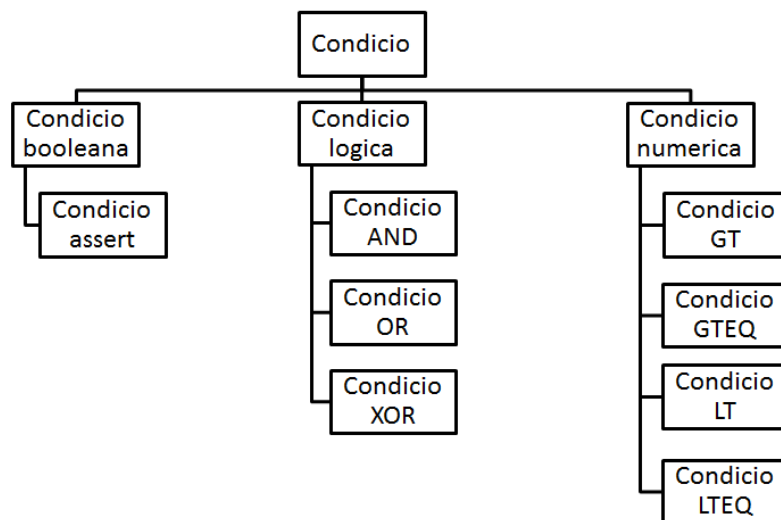 Condicio
Condicio
booleana
Condicio
logica
Condicio
numerica
Condicio
assert
Condicio
AND
Condicio
OR
Condicio
XOR
Condicio
GT
Condicio
GTEQ
Condicio
LT
Condicio
LTEQ